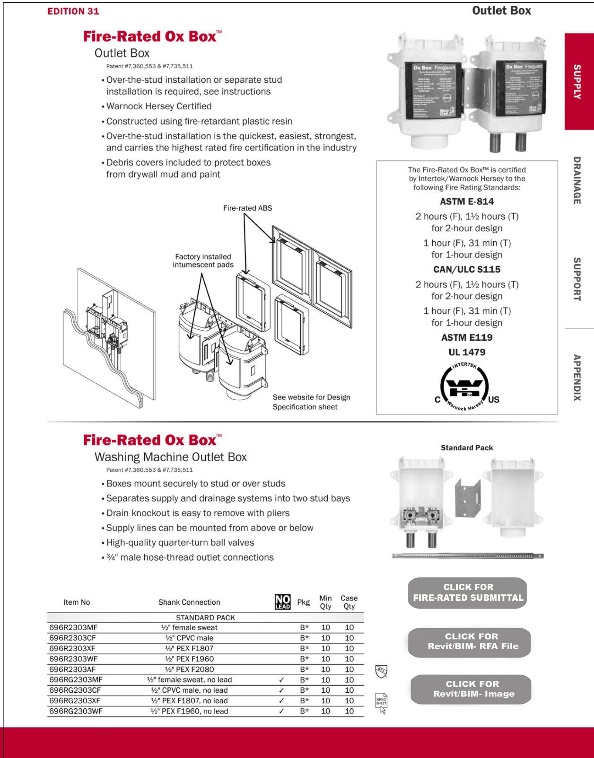 EDITION 31
Outlet Box
Fire-Rated Ox Box™
Outlet Box
Patent #7,360,553 & #7,735,511
• Over-the-stud installation or separate stud
installation is required, see instructions
• Warnock Hersey Certified
• Constructed using fire-retardant plastic resin
• Over-the-stud installation is the quickest, easiest, strongest,
and carries the highest rated fire certification in the industry
• Debris covers included to protect boxes
from drywall mud and paint
Ox Box Fireguard
Ox Box Fireguard
SUPPLY
DRAINAGE
SUPPORT
APPENDIX
The Fire-Rated Ox Box™ is certified
by Intertek/Warnock Hersey to the
following Fire Rating Standards:
ASTM E-814
2 hours (F), 1½ hours (T)
for 2-hour design
1 hour (F), 31 min (T)
for 1-hour design
CAN/ULC S115
2 hours (F), 1½ hours (T)
for 2-hour design
1 hour (F), 31 min (T)
for 1-hour design
ASTM E119
UL 1479
INTERTEK
WH
C US
Warnock Hersey
Fire-rated ABS
Factory installed
intumescent pads
See website for Design
Specification sheet
Fire-Rated Ox Box™
Washing Machine Outlet Box
Patent #7,360,553 & #7,735,511
• Boxes mount securely to stud or over studs
• Separates supply and drainage systems into two stud bays
• Drain knockout is easy to remove with pliers
• Supply lines can be mounted from above or below
• High-quality quarter-turn ball valves
• ¾" male hose-thread outlet connections
Standard Pack
Item No Shank Connection NO LEAD Pkg Min Qty Case Qty
STANDARD PACK
696R2303MF ½" female sweat B* 10 10
696R2303CF ½" CPVC male B* 10 10
696R2303XF ½" PEX F1807 B* 10 10
696R2303WF ½" PEX F1960 B* 10 10
696R2303AF ½" PEX F2080 B* 10 10
696RG2303MF ½" female sweat, no lead ✓ B* 10 10
696RG2303CF ½" CPVC male, no lead ✓ B* 10 10
696RG2303XF ½" PEX F1807, no lead ✓ B* 10 10
696RG2303WF ½" PEX F1960, no lead ✓ B* 10 10
CLICK FOR
FIRE-RATED SUBMITTAL
CLICK FOR
Revit/BIM- RFA File
CLICK FOR
Revit/BIM- Image
SPEC
SHEET